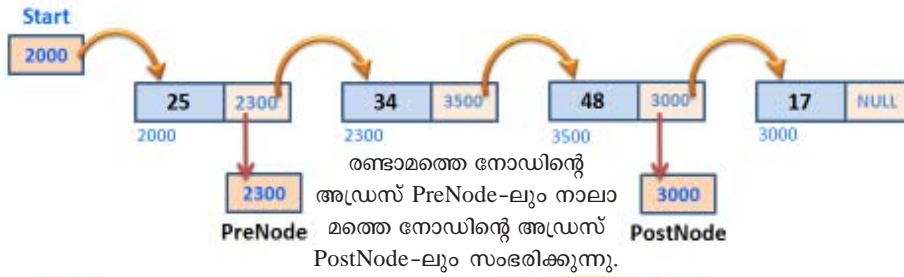 Start
2000
25 2300 34 3500 48 3000 17 NULL
2000 2300 3500 3000
രണ്ടാമത്തെ നോഡിന്റെ
2300 അഡ്രസ് PreNode-ലും നാലാ 3000
PreNode മത്തെ നോഡിന്റെ അഡ്രസ് PostNode
PostNode-ലും സംഭരിക്കുന്നു.